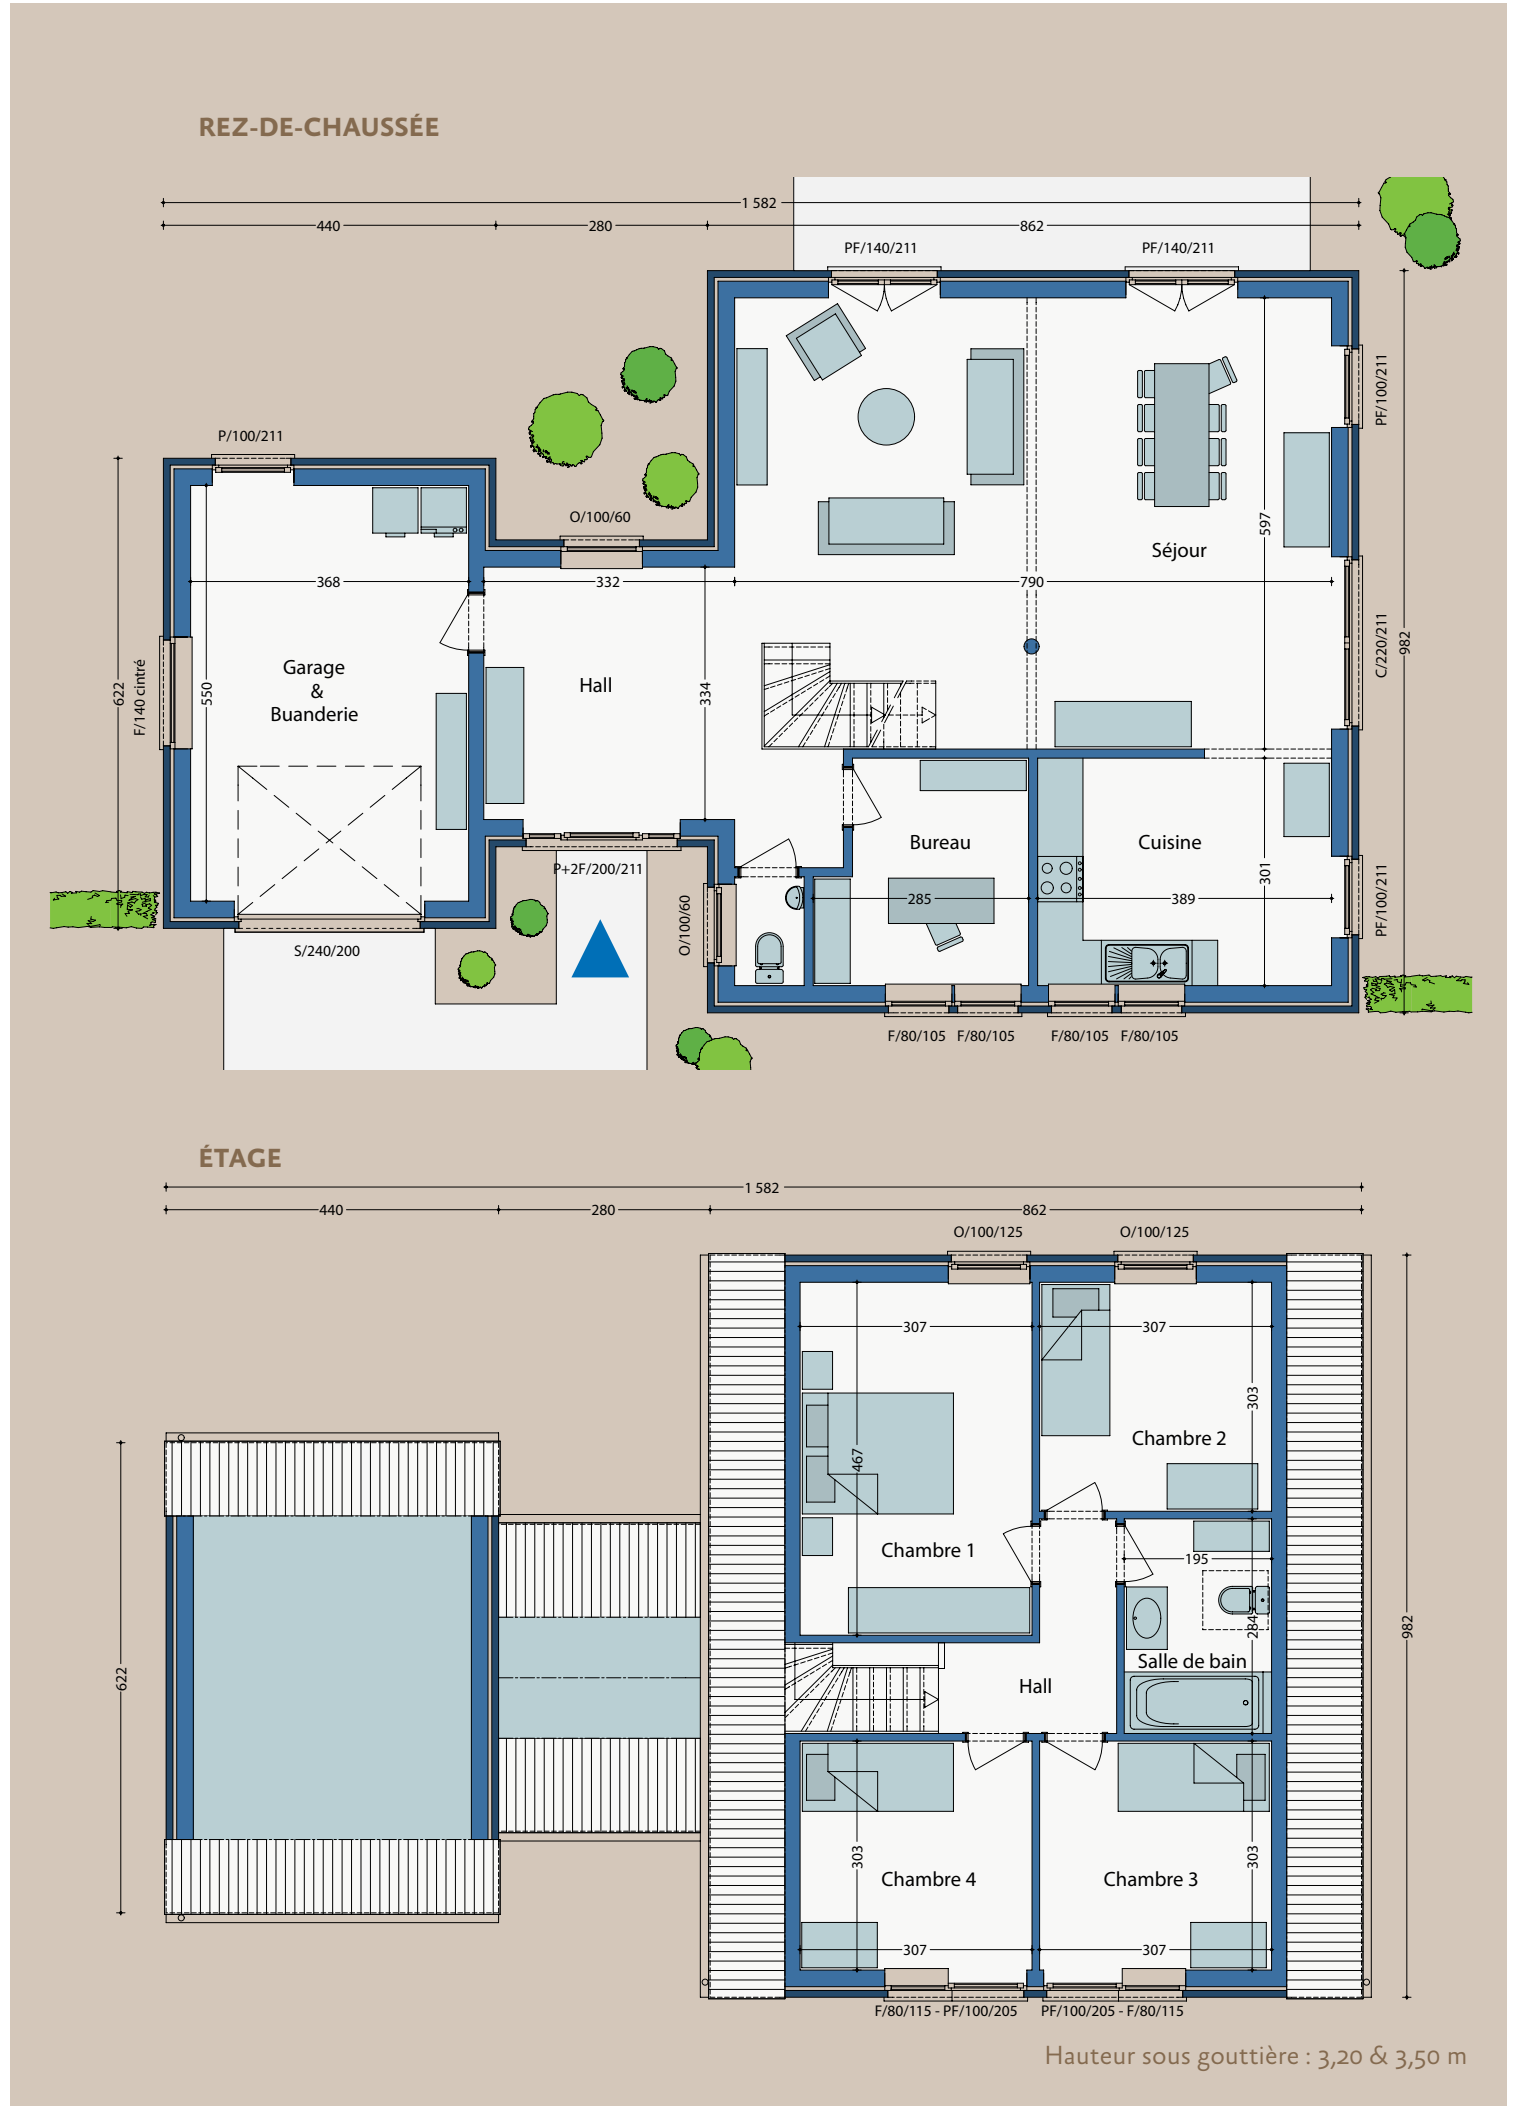 REZ-DE-CHAUSSÉE
1 582
440
280
862
PF/140/211
PF/140/211
P/100/211
O/100/60
PF/100/211
597
Séjour
368
332
790
622
F/140 cintré
550
Garage
&
Buanderie
Hall
334
C/220/211
982
Bureau
Cuisine
P+2F/200/211
285
301
389
PF/100/211
O/100/60
S/240/200
F/80/105
F/80/105
F/80/105
F/80/105
ÉTAGE
1 582
440
280
862
O/100/125
O/100/125
307
307
303
467
Chambre 2
Chambre 1
195
284
982
622
Salle de bain
Hall
303
303
Chambre 4
Chambre 3
307
307
F/80/115 - PF/100/205
PF/100/205 - F/80/115
Hauteur sous gouttière : 3,20 & 3,50 m